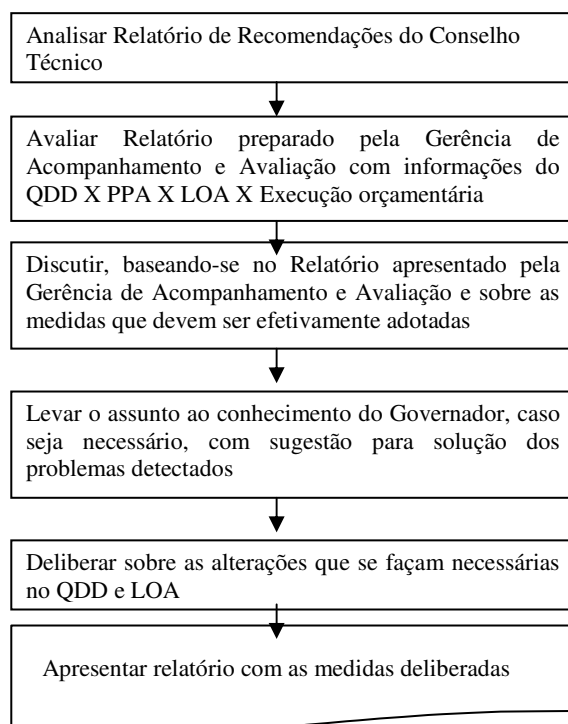 Analisar Relatório de Recomendações do Conselho
Técnico
Avaliar Relatório preparado pela Gerência de
Acompanhamento e Avaliação com informações do
QDD X PPA X LOA X Execução orçamentária
Discutir, baseando-se no Relatório apresentado pela
Gerência de Acompanhamento e Avaliação e sobre as
medidas que devem ser efetivamente adotadas
Levar o assunto ao conhecimento do Governador, caso
seja necessário, com sugestão para solução dos
problemas detectados
Deliberar sobre as alterações que se façam necessárias
no QDD e LOA
Apresentar relatório com as medidas deliberadas